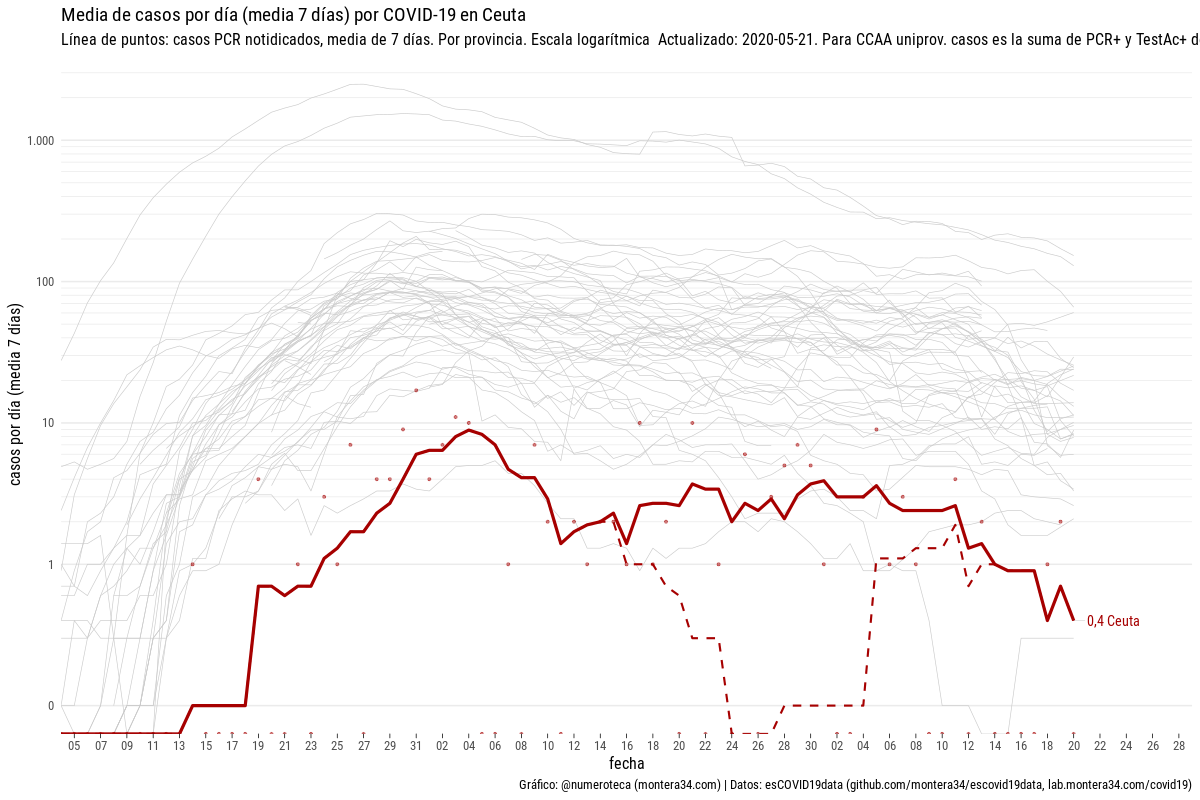 Media de casos por día (media 7 días) por COVID-19 en Ceuta
Línea de puntos: casos PCR notidicados, media de 7 días. Por provincia. Escala logarítmica  Actualizado: 2020-05-21. Para CCAA uniprov. casos es la suma de PCR+ y TestAc+ d
casos por día (media 7 días)
1.000
100
10
1
0
0,4 Ceuta
05 07 09 11 13 15 17 19 21 23 25 27 29 31 02 04 06 08 10 12 14 16 18 20 22 24 26 28 30 02 04 06 08 10 12 14 16 18 20 22 24 26 28
fecha
Gráfico: @numeroteca (montera34.com) | Datos: esCOVID19data (github.com/montera34/escovid19data, lab.montera34.com/covid19)